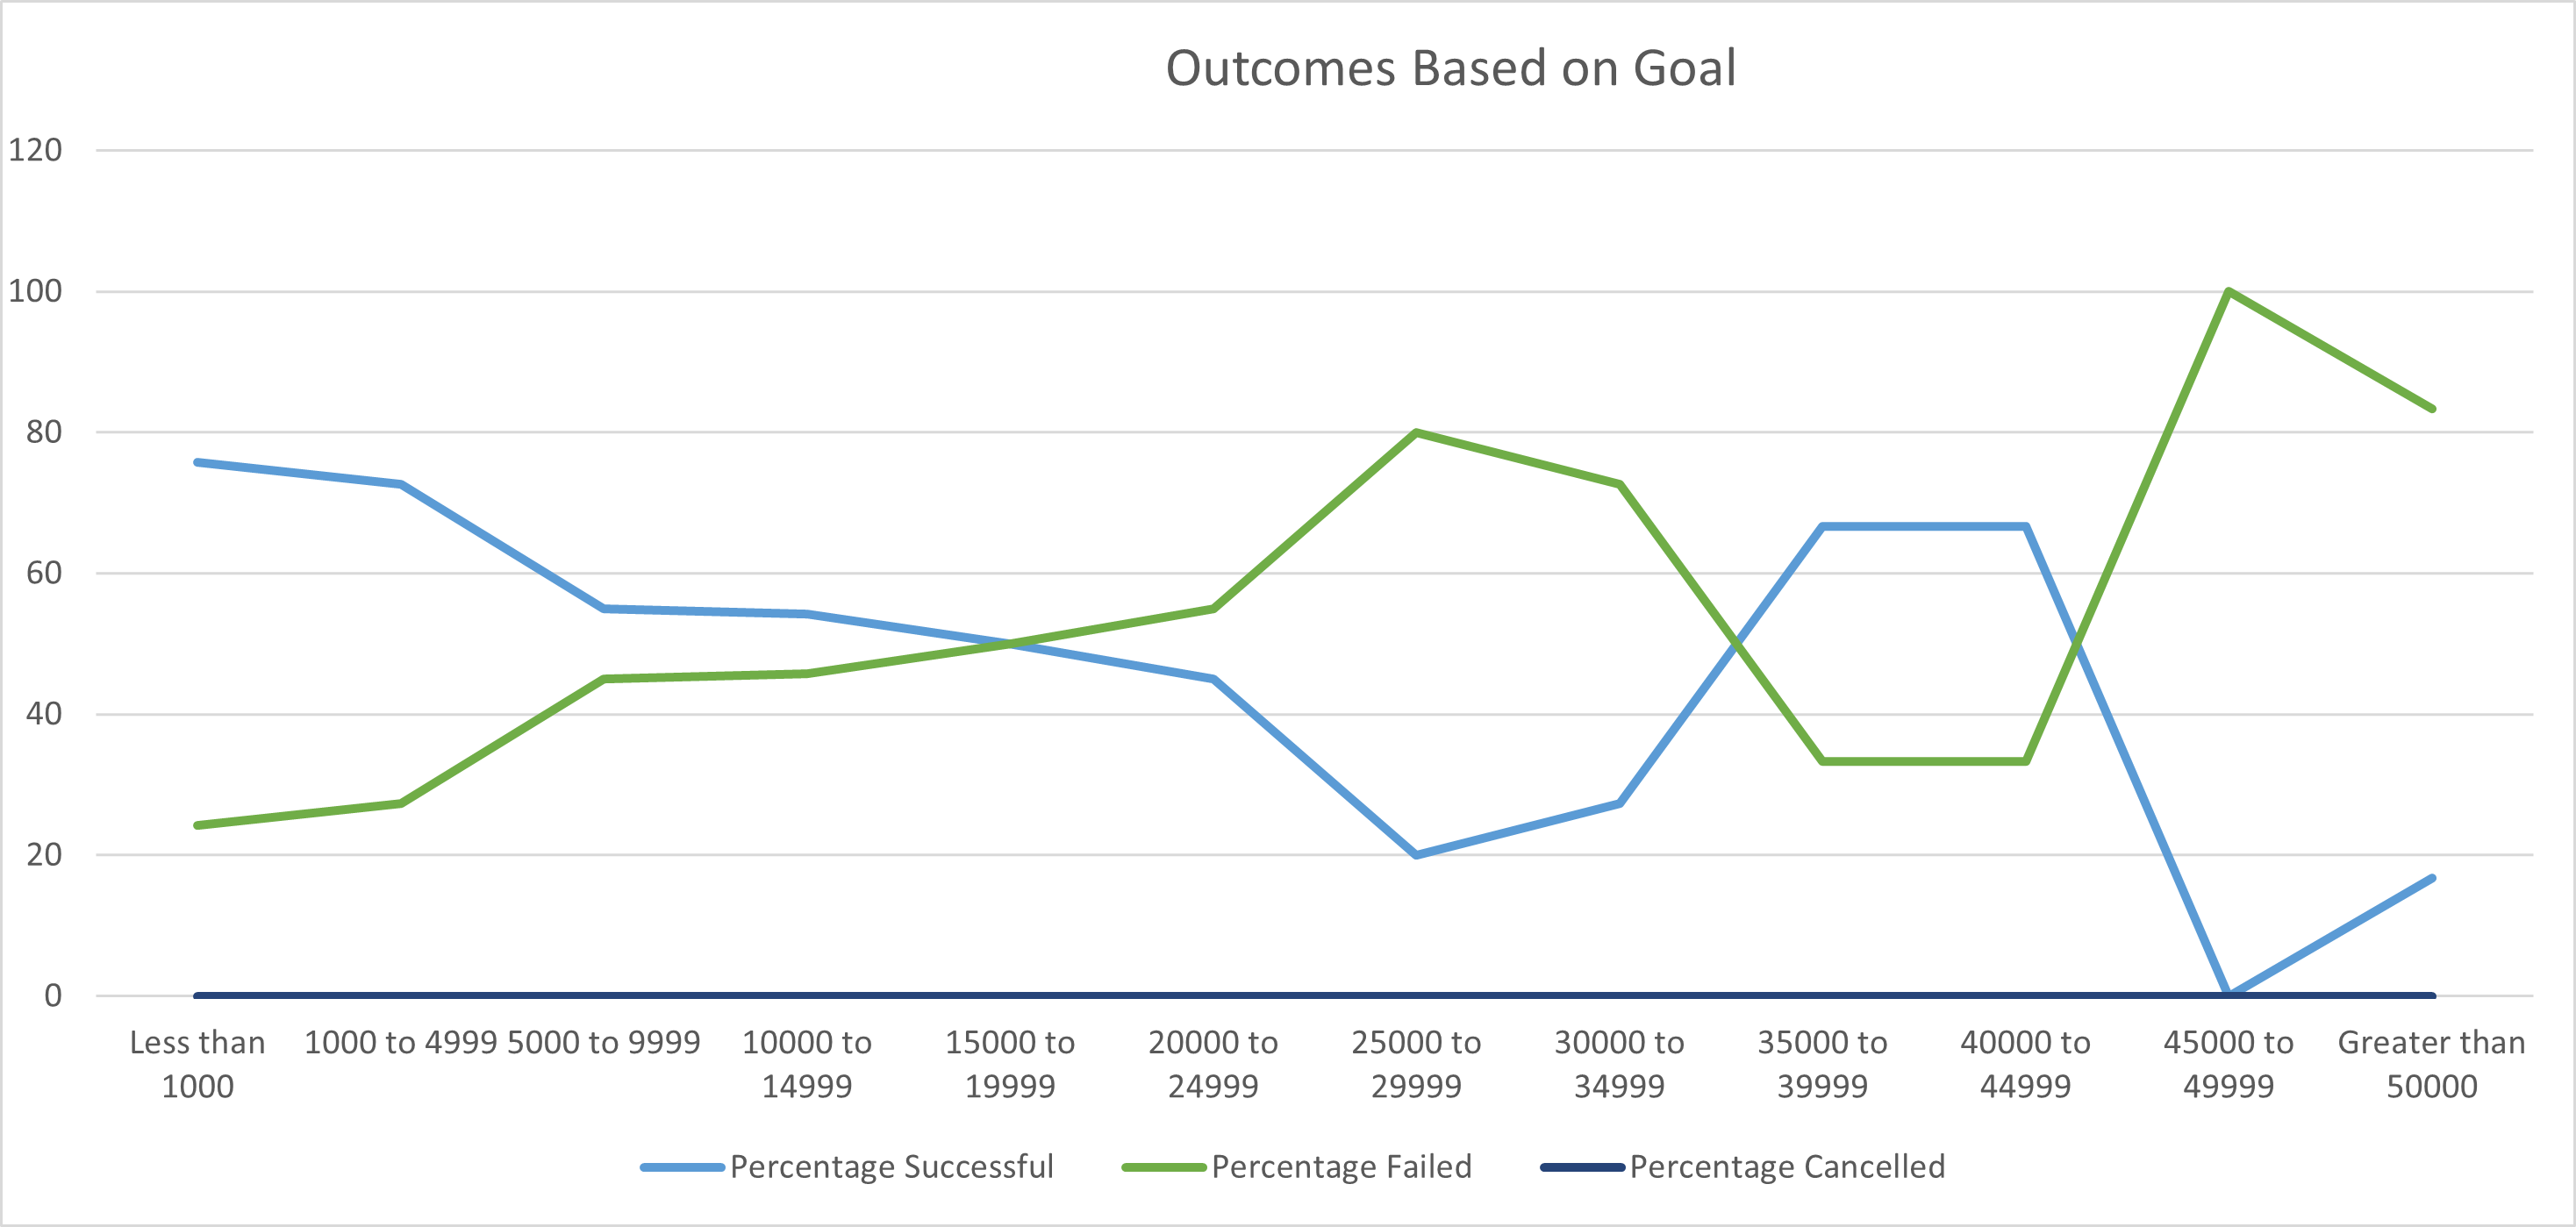 Outcomes Based on Goal
120
100
80
60
40
20
0
Less than 1000
1000 to 4999
5000 to 9999
10000 to 14999
15000 to 19999
20000 to 24999
25000 to 29999
30000 to 34999
35000 to 39999
40000 to 44999
45000 to 49999
Greater than 50000
Percentage Successful
Percentage Failed
Percentage Cancelled